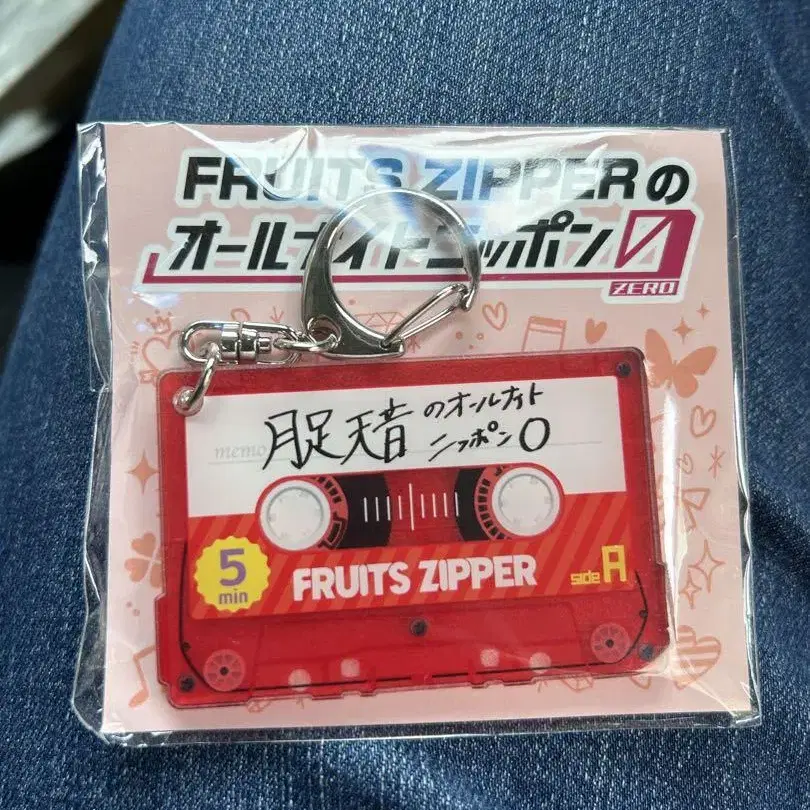 FRUITS ZIPPERの
オールナイトニッポン0
ZERO
memo
月足天音のオールナイト
ニッポン0
5
min
FRUITS ZIPPER
side A